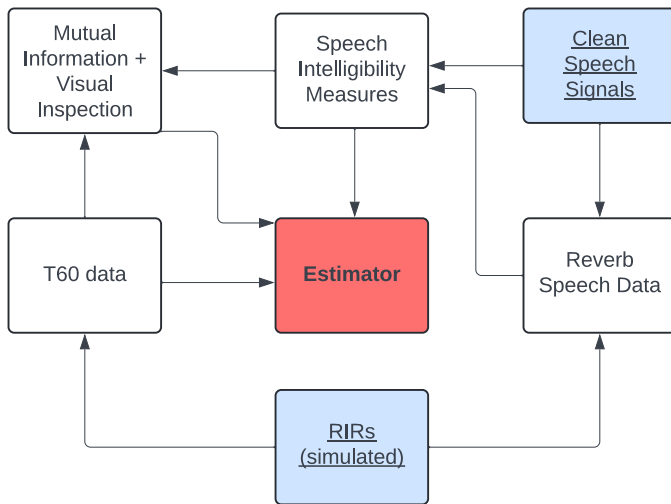 Mutual
Information +
Visual
Inspection
Speech
Intelligibility
Measures
Clean
Speech
Signals
T60 data
Estimator
Reverb
Speech Data
RIRs
(simulated)